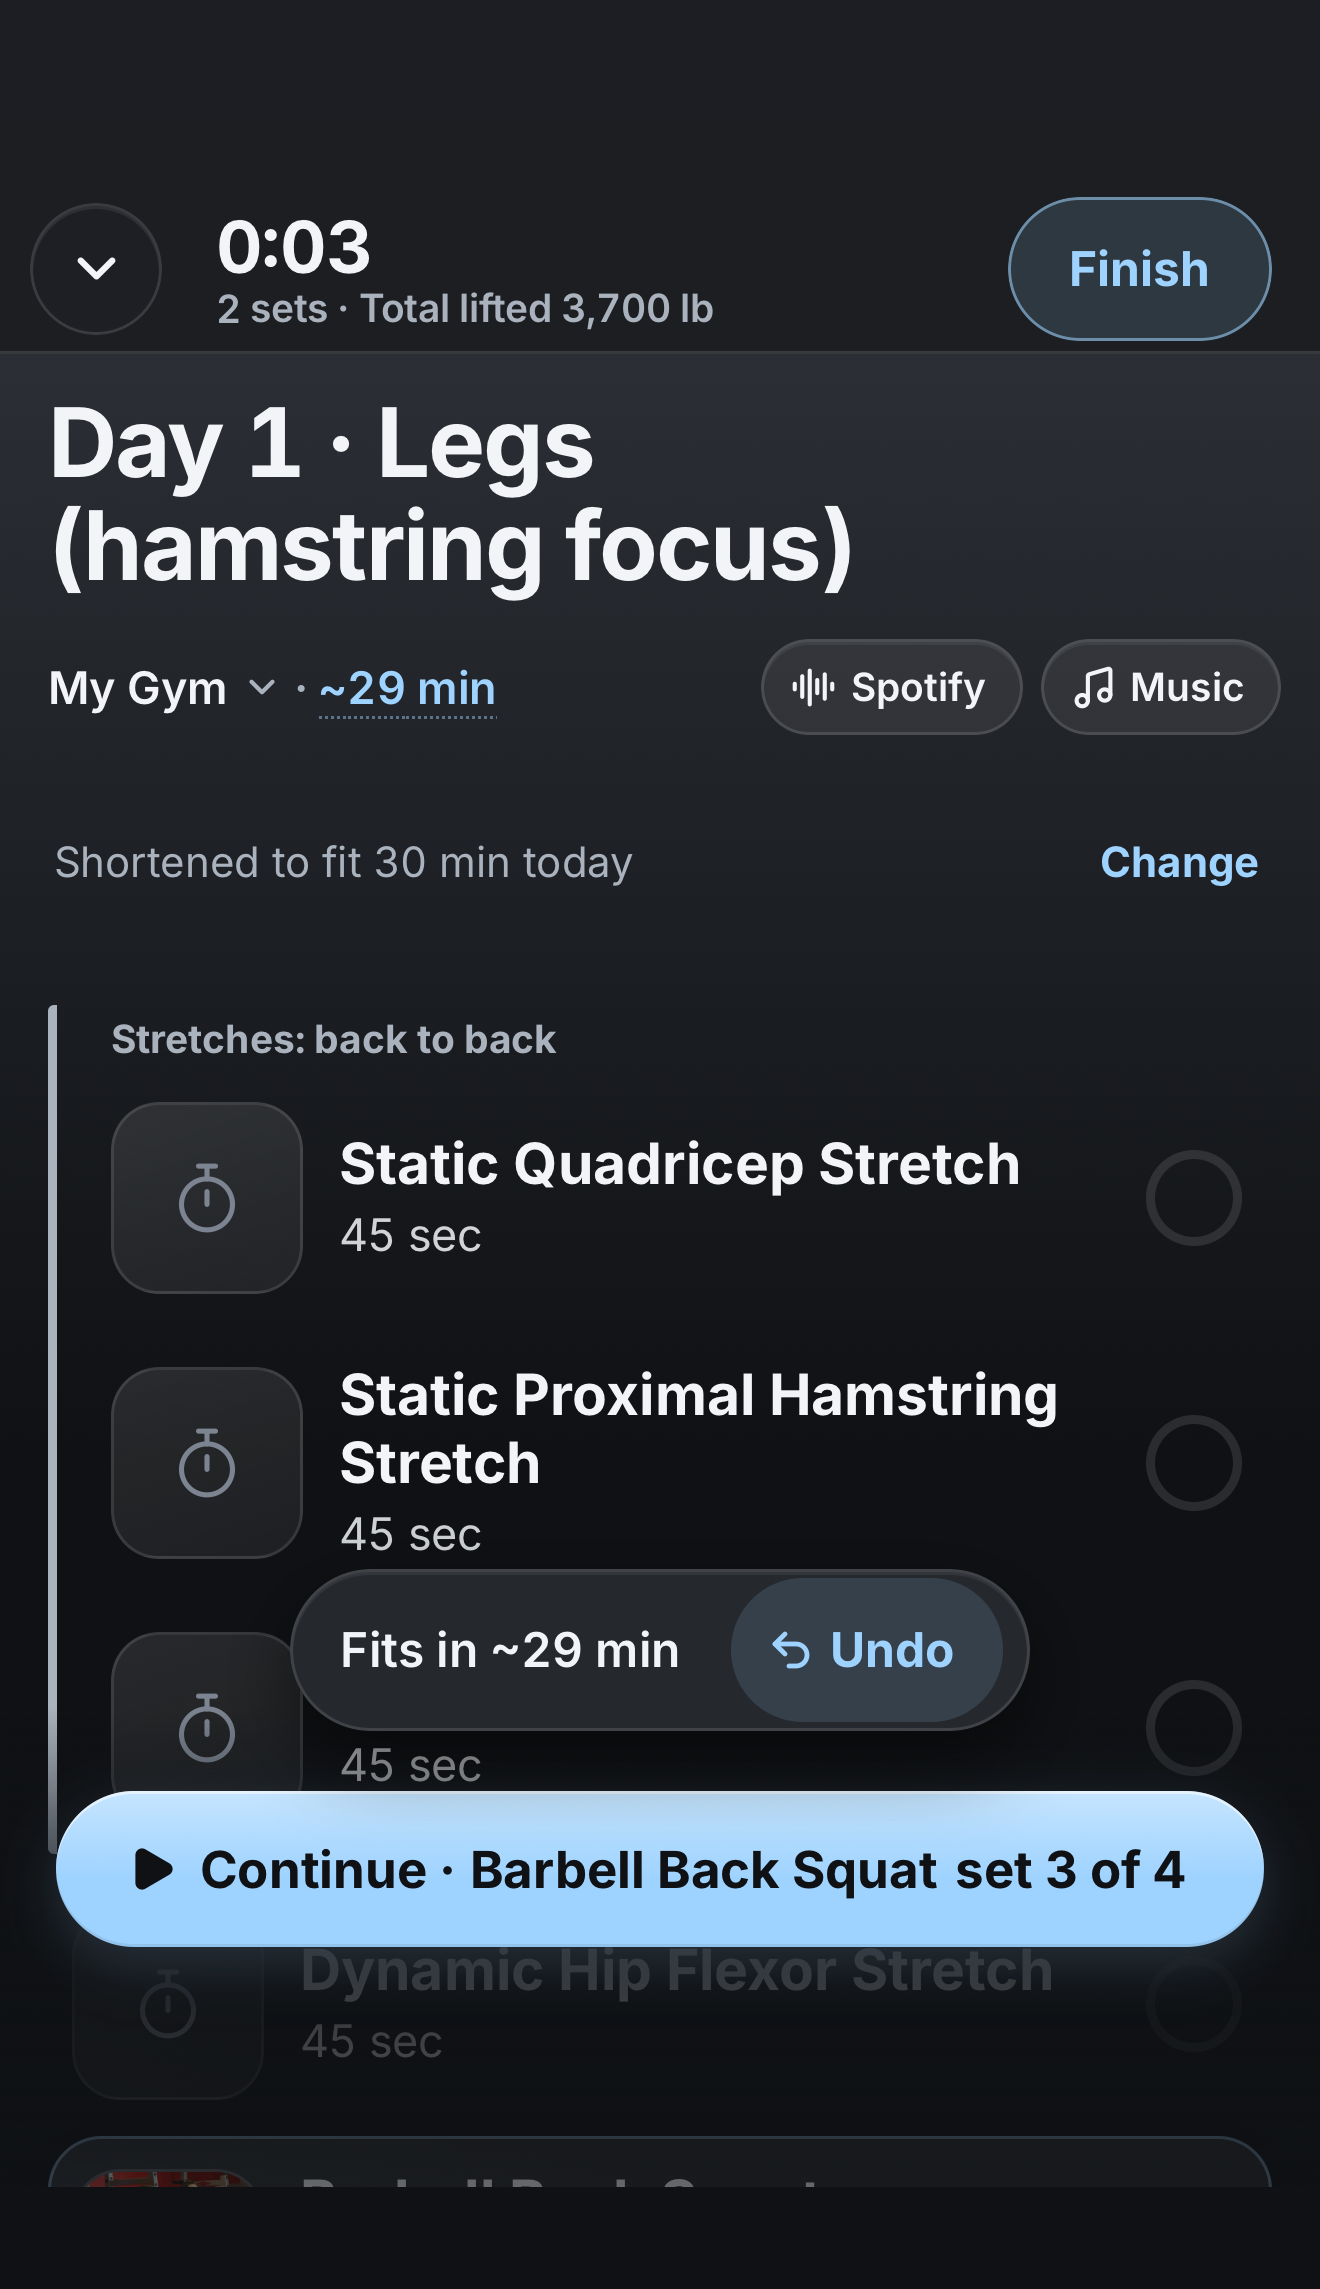 0:03
2 sets · Total lifted 3,700 lb
Finish
Day 1 · Legs
(hamstring focus)
My Gym · ~29 min
Spotify
Music
Shortened to fit 30 min today
Change
Stretches: back to back
Static Quadricep Stretch
45 sec
Static Proximal Hamstring
Stretch
45 sec
Fits in ~29 min
Undo
45 sec
Continue · Barbell Back Squat set 3 of 4
Dynamic Hip Flexor Stretch
45 sec
Barbell Back Squat